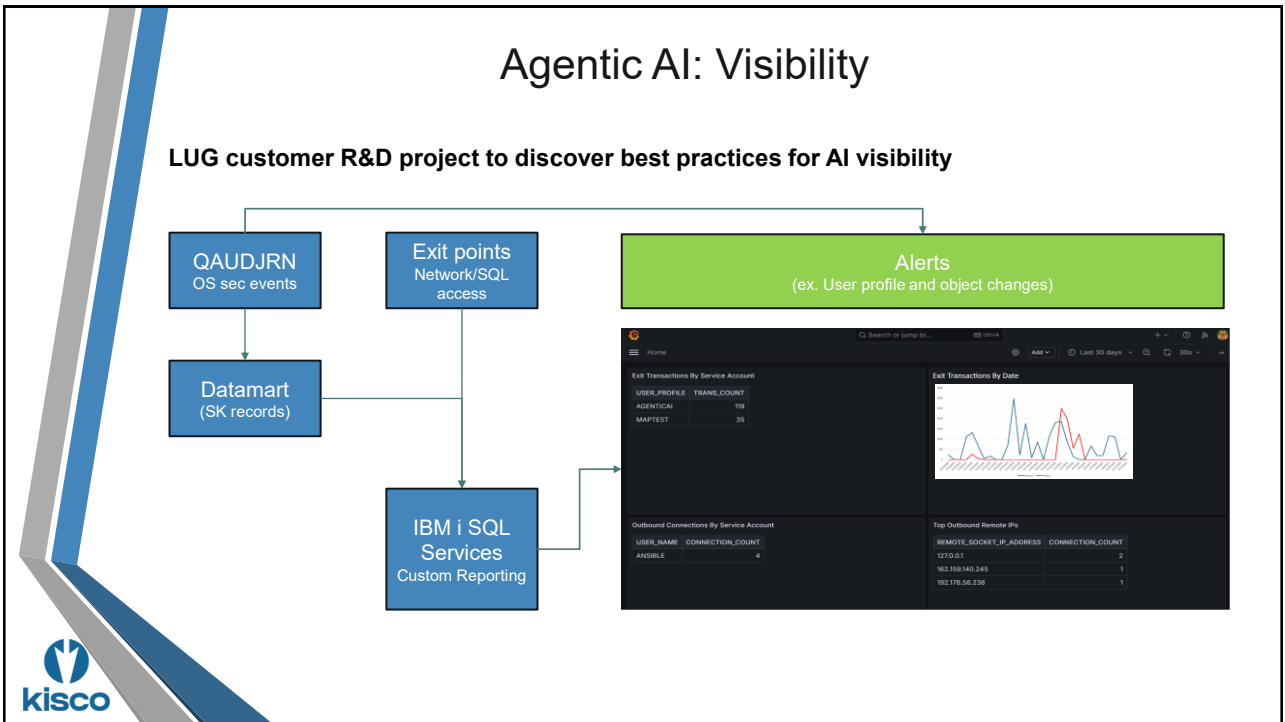 Agentic AI: Visibility
LUG customer R&D project to discover best practices for AI visibility
QAUDJRN
OS sec events
Exit points
Network/SQL
access
Alerts
(ex. User profile and object changes)
Datamart
(SK records)
IBM i SQL
Services
Custom Reporting
Search or jump to...
ctrl+k
Home
Add
Last 30 days
30s
Exit Transactions By Service Account
USER_PROFILE TRANS_COUNT
AGENTICAI 119
MAPTEST 35
Exit Transactions By Date
Outbound Connections By Service Account
USER_NAME CONNECTION_COUNT
ANSIBLE 4
Top Outbound Remote IPs
REMOTE_SOCKET_IP_ADDRESS CONNECTION_COUNT
127.0.0.1 2
162.159.140.245 1
192.178.56.238 1
kisco